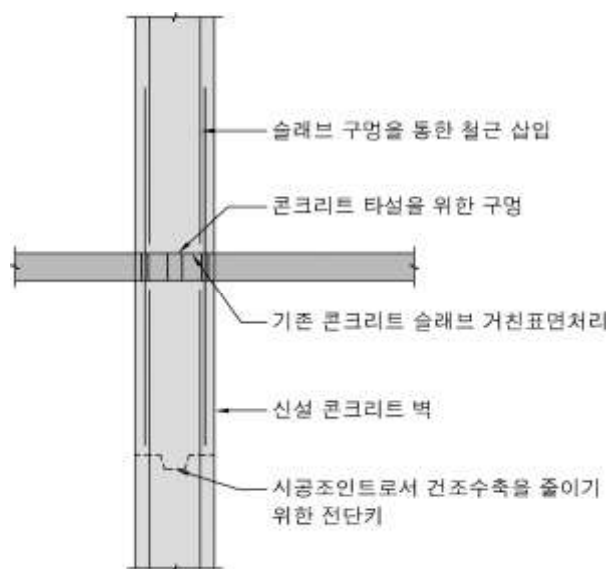 슬래브 구멍을 통한 철근 삽입
콘크리트 타설을 위한 구멍
기존 콘크리트 슬래브 거친표면처리
신설 콘크리트 벽
시공조인트로서 건조수축을 줄이기
위한 전단키